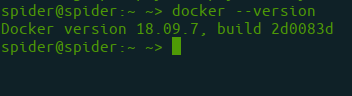 spider@spider:~ ~> docker --version
Docker version 18.09.7, build 2d0083d
spider@spider:~ ~>